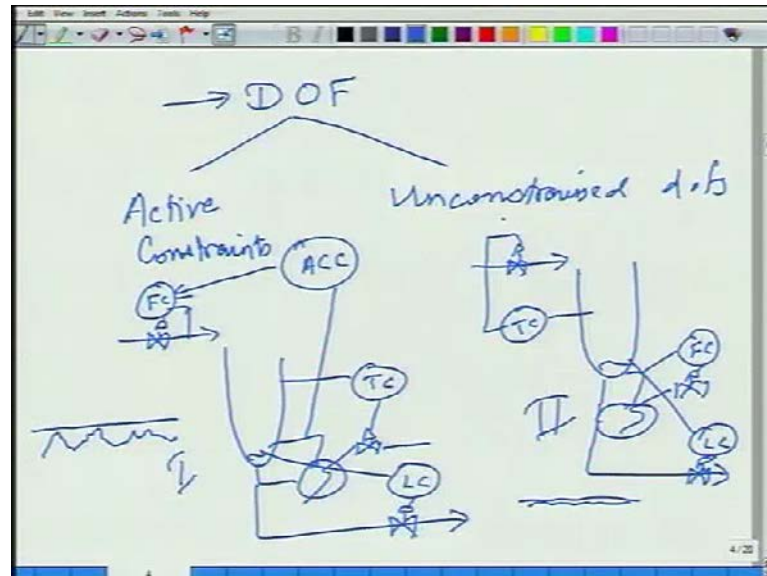 Edit View Insert Actions Tools Help
B I
→ DOF
Active
Constraints
Unconstrained d.o.f.s
ACC
FC
TC
LC
I
TC
FC
LC
II
4/20